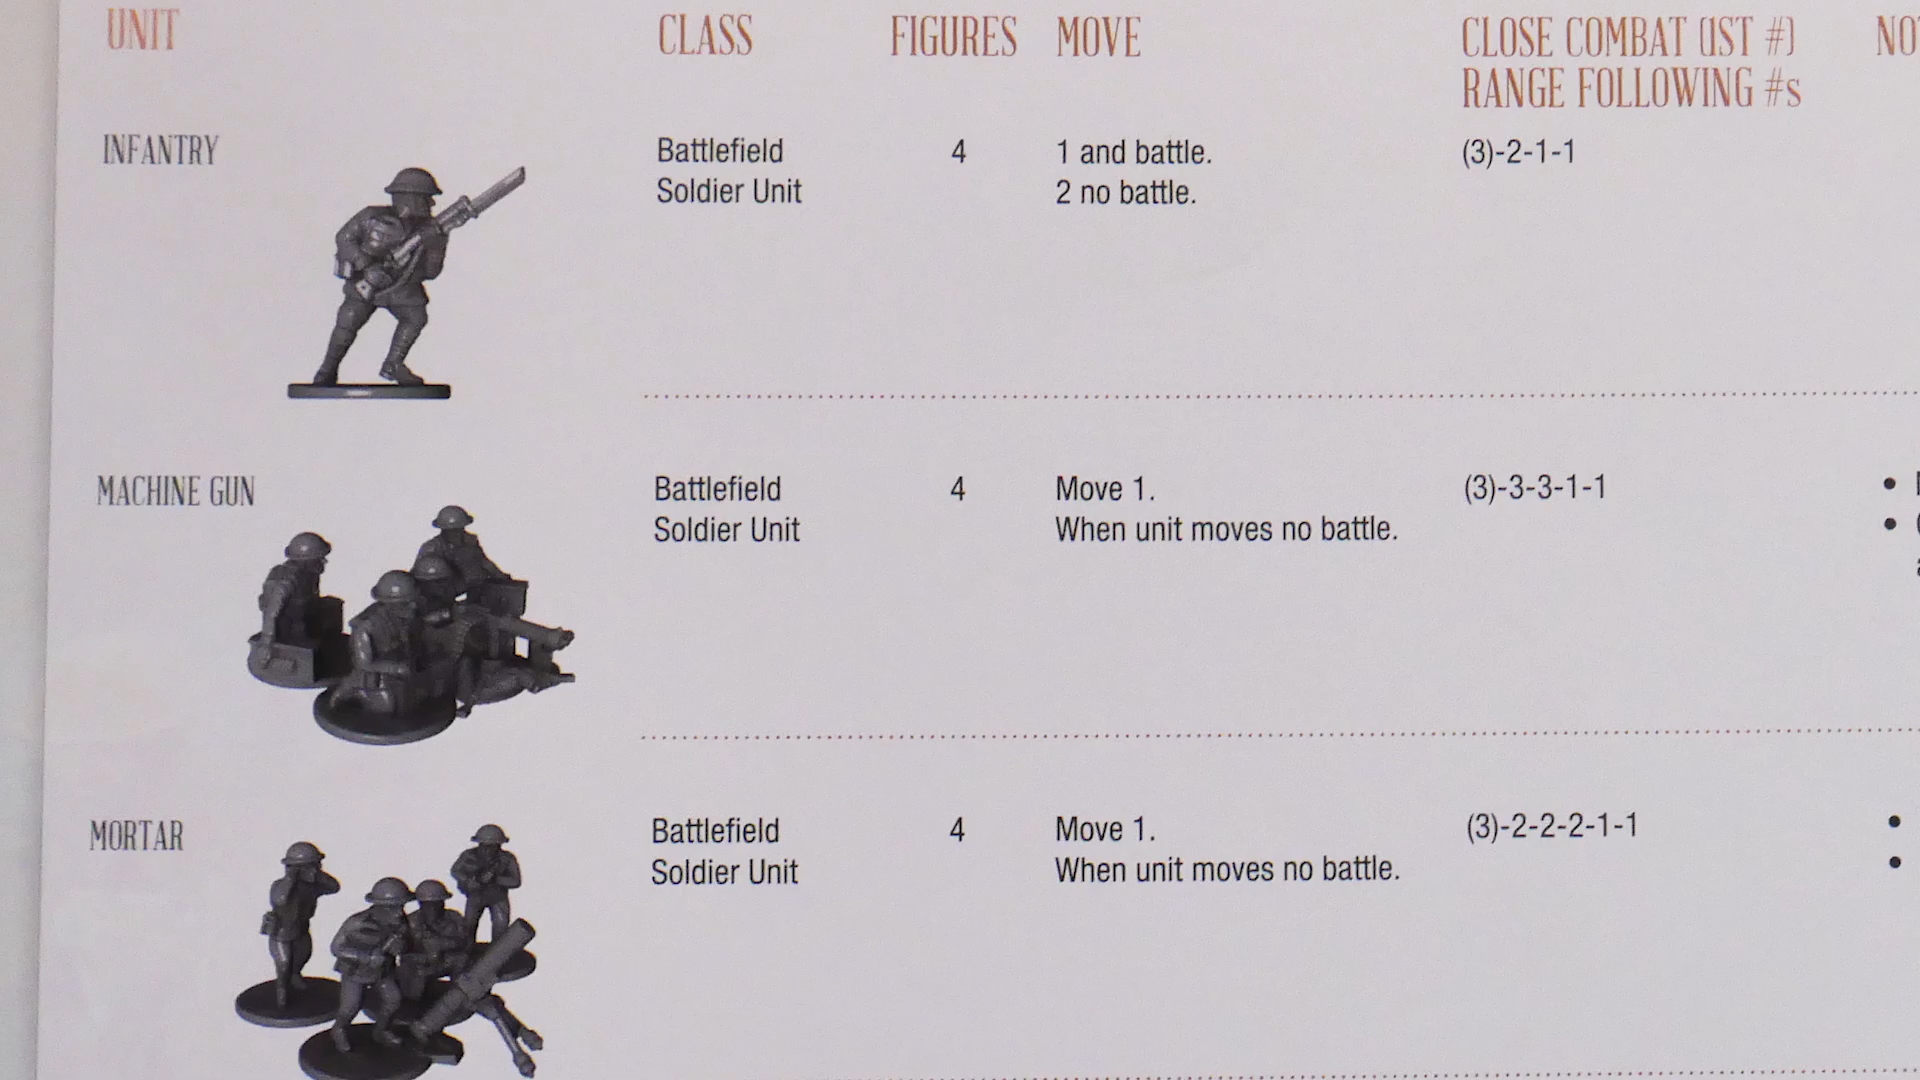 UNIT CLASS FIGURES MOVE CLOSE COMBAT (1ST #)
RANGE FOLLOWING #s
INFANTRY Battlefield 4 1 and battle. (3)-2-1-1
Soldier Unit 2 no battle.
MACHINE GUN Battlefield 4 Move 1. (3)-3-3-1-1
Soldier Unit When unit moves no battle.
MORTAR Battlefield 4 Move 1. (3)-2-2-2-1-1
Soldier Unit When unit moves no battle.